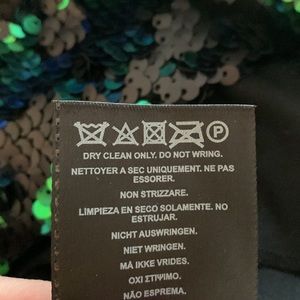 P
DRY CLEAN ONLY. DO NOT WRING.
NETTOYER A SEC UNIQUEMENT. NE PAS
ESSORER.
NON STRIZZARE.
LIMPIEZA EN SECO SOLAMENTE. NO
ESTRUJAR.
NICHT AUSWRINGEN.
NIET WRINGEN.
MÅ IKKE VRIDES.
ΟΧΙ ΣΤΙΨΙΜΟ.
NÃO ESPREMA.